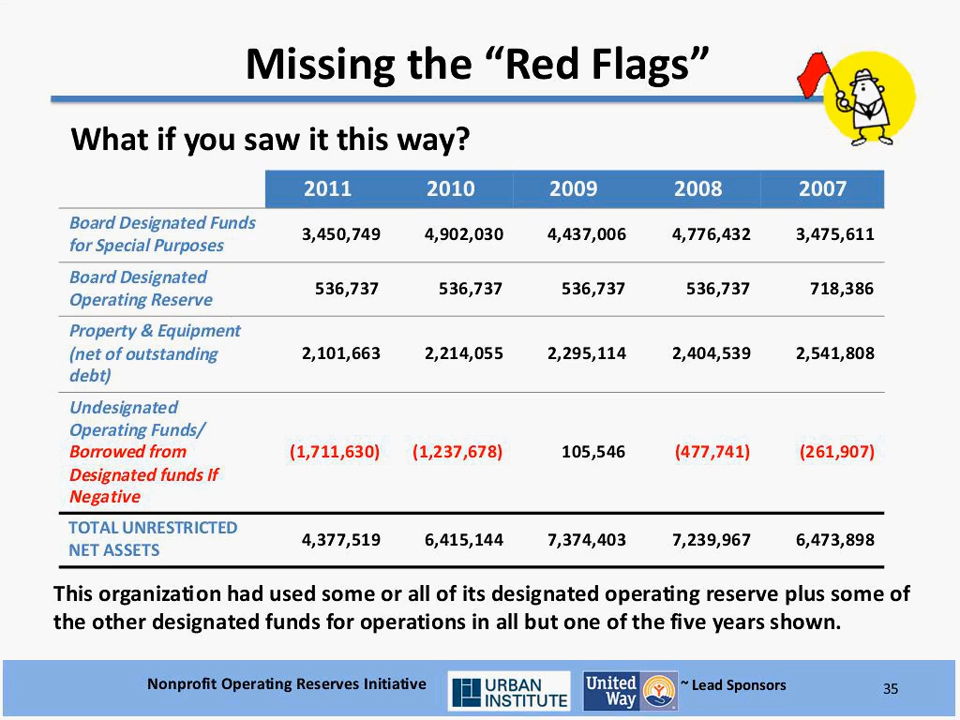 Missing the “Red Flags”
What if you saw it this way?
2011 2010 2009 2008 2007
Board Designated Funds
for Special Purposes 3,450,749 4,902,030 4,437,006 4,776,432 3,475,611
Board Designated
Operating Reserve 536,737 536,737 536,737 536,737 718,386
Property & Equipment
(net of outstanding 2,101,663 2,214,055 2,295,114 2,404,539 2,541,808
debt)
Undesignated
Operating Funds/
Borrowed from (1,711,630) (1,237,678) 105,546 (477,741) (261,907)
Designated funds If
Negative
TOTAL UNRESTRICTED
NET ASSETS 4,377,519 6,415,144 7,374,403 7,239,967 6,473,898
This organization had used some or all of its designated operating reserve plus some of
the other designated funds for operations in all but one of the five years shown.
Nonprofit Operating Reserves Initiative URBAN INSTITUTE United Way ~ Lead Sponsors 35